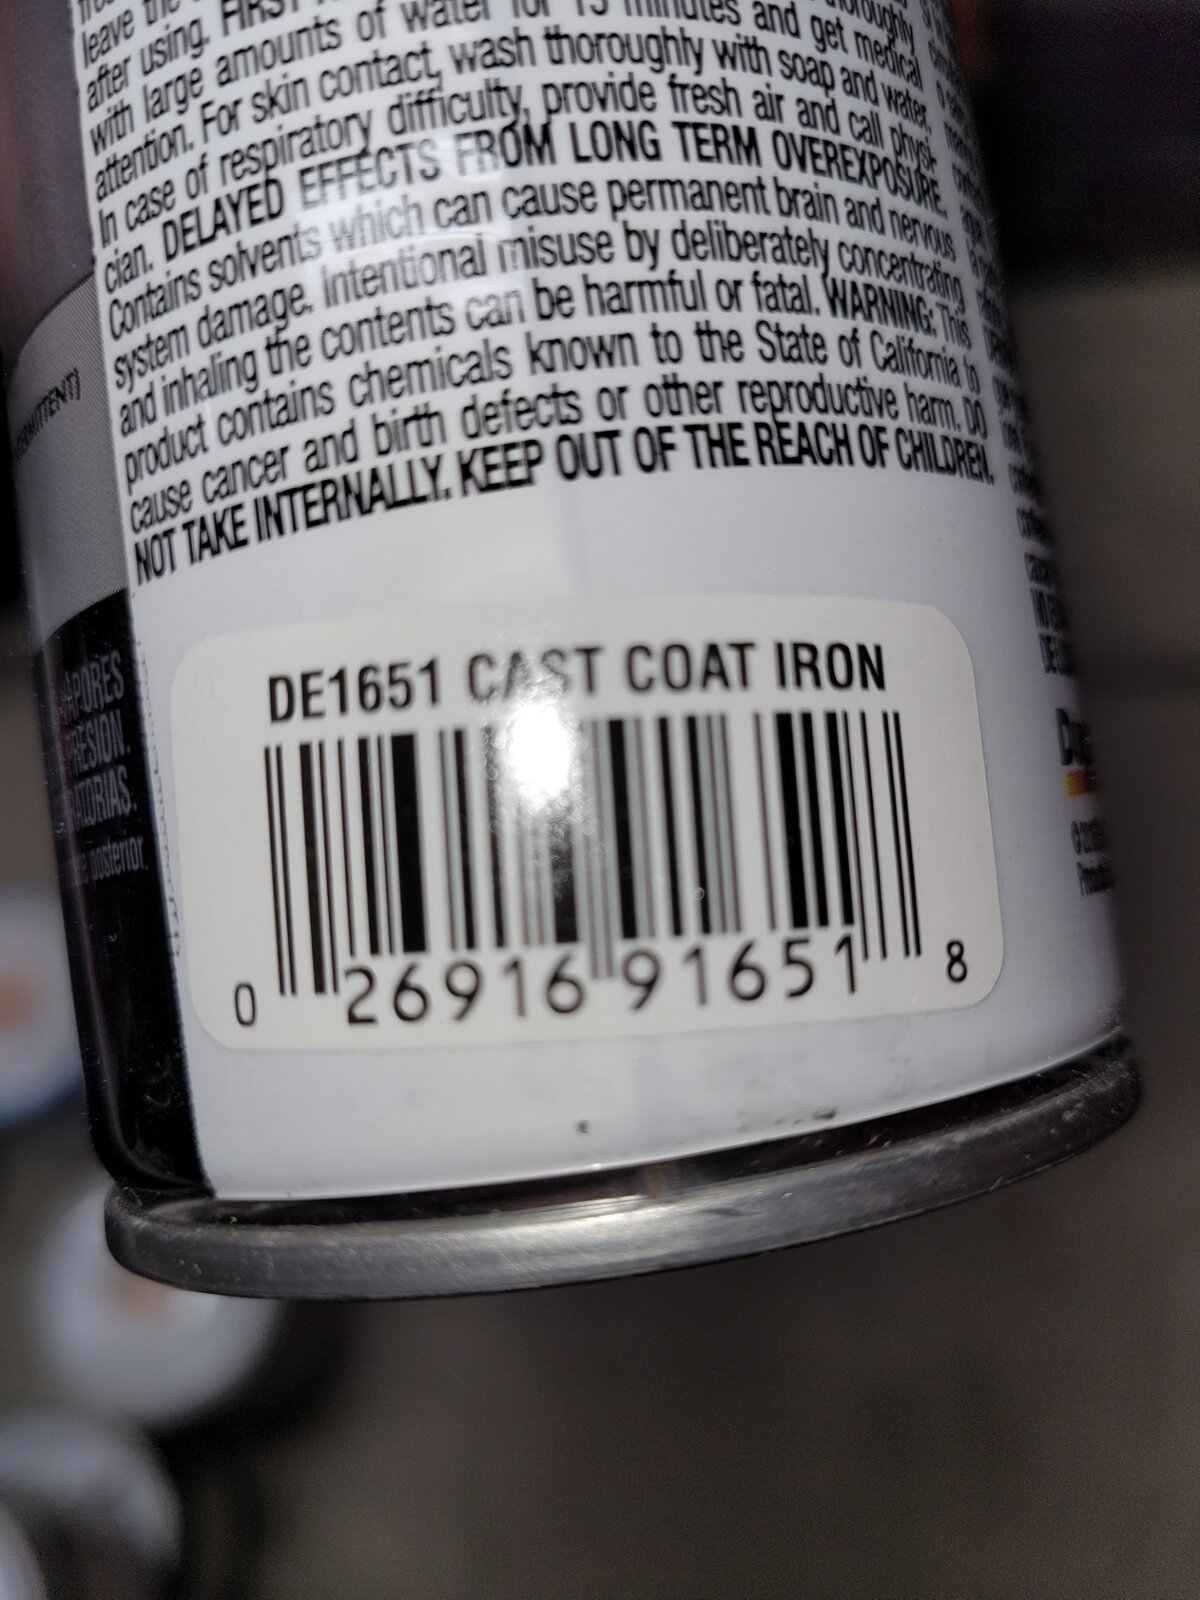 leave the
after using. FIRST
with large amounts of water for 15 minutes and get medical
attention. For skin contact, wash thoroughly with soap and water.
In case of respiratory difficulty, provide fresh air and call physi-
cian. DELAYED EFFECTS FROM LONG TERM OVEREXPOSURE.
Contains solvents which can cause permanent brain and nervous
system damage. Intentional misuse by deliberately concentrating
and inhaling the contents can be harmful or fatal. WARNING: This
product contains chemicals known to the State of California to
cause cancer and birth defects or other reproductive harm. DO
NOT TAKE INTERNALLY. KEEP OUT OF THE REACH OF CHILDREN.
DE1651 CAST COAT IRON
0 26916 91651 8
posterior.